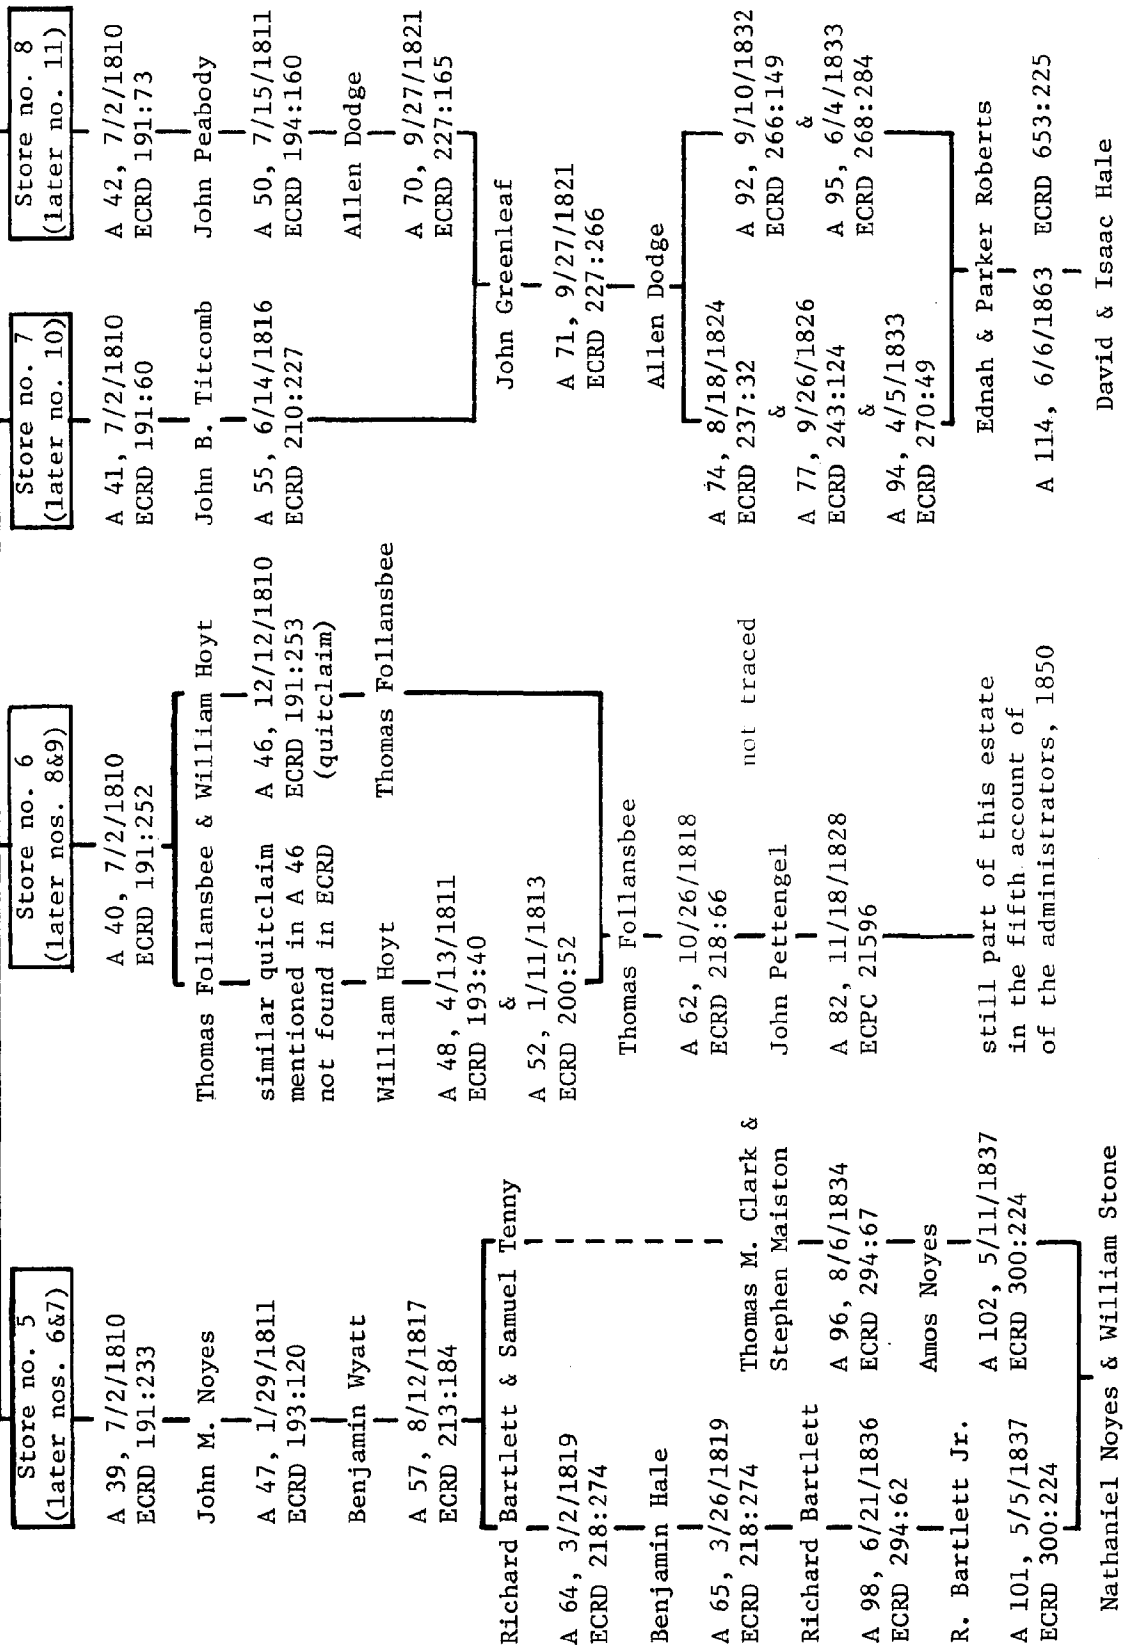 Store no. 5
(later nos. 6&7)
A 39, 7/2/1810
ECRD 191:233
John M. Noyes
A 47, 1/29/1811
ECRD 193:120
Benjamin Wyatt
A 57, 8/12/1817
ECRD 213:184
Richard Bartlett & Samuel Tenny
A 64, 3/2/1819
ECRD 218:274
Benjamin Hale
A 65, 3/26/1819
ECRD 218:274
Richard Bartlett
A 98, 6/21/1836
ECRD 294:62
R. Bartlett Jr.
A 101, 5/5/1837
ECRD 300:224
Thomas M. Clark &
Stephen Maiston
A 96, 8/6/1834
ECRD 294:67
Amos Noyes
A 102, 5/11/1837
ECRD 300:224
Nathaniel Noyes & William Stone
Store no. 6
(later nos. 8&9)
A 40, 7/2/1810
ECRD 191:252
Thomas Follansbee & William Hoyt
similar quitclaim
mentioned in A 46
not found in ECRD
William Hoyt
A 48, 4/13/1811
ECRD 193:40
&
A 52, 1/11/1813
ECRD 200:52
A 46, 12/12/1810
ECRD 191:253
(quitclaim)
Thomas Follansbee
Thomas Follansbee
A 62, 10/26/1818
ECRD 218:66
John Pettengel
A 82, 11/18/1828
ECPC 21596
not traced
still part of this estate
in the fifth account of
of the administrators, 1850
Store no. 7
(later no. 10)
A 41, 7/2/1810
ECRD 191:60
John B. Titcomb
A 55, 6/14/1816
ECRD 210:227
Store no. 8
(later no. 11)
A 42, 7/2/1810
ECRD 191:73
John Peabody
A 50, 7/15/1811
ECRD 194:160
Allen Dodge
A 70, 9/27/1821
ECRD 227:165
John Greenleaf
A 71, 9/27/1821
ECRD 227:266
Allen Dodge
A 74, 8/18/1824
ECRD 237:32
&
A 77, 9/26/1826
ECRD 243:124
&
A 94, 4/5/1833
ECRD 270:49
A 92, 9/10/1832
ECRD 266:149
&
A 95, 6/4/1833
ECRD 268:284
Ednah & Parker Roberts
A 114, 6/6/1863 ECRD 653:225
David & Isaac Hale